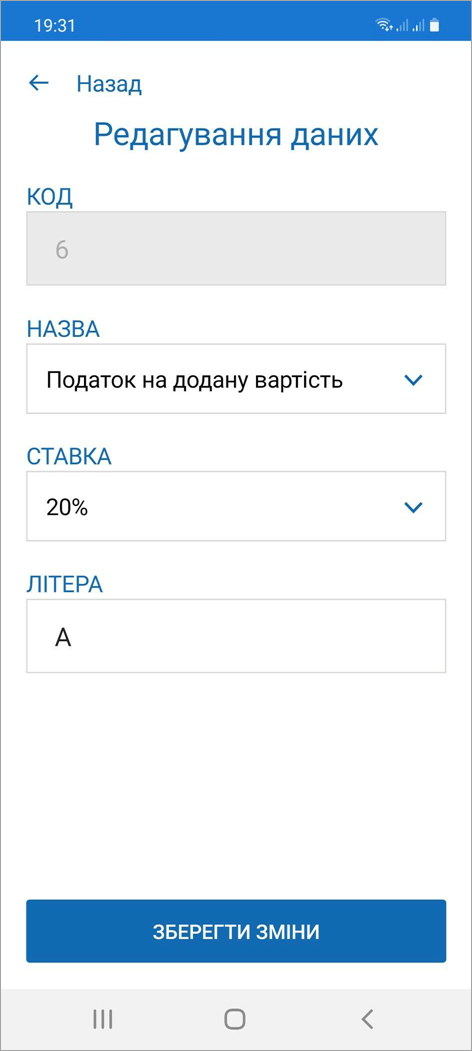 19:31
Назад
Редагування даних
КОД
6
НАЗВА
Податок на додану вартість
СТАВКА
20%
ЛІТЕРА
А
ЗБЕРЕГТИ ЗМІНИ